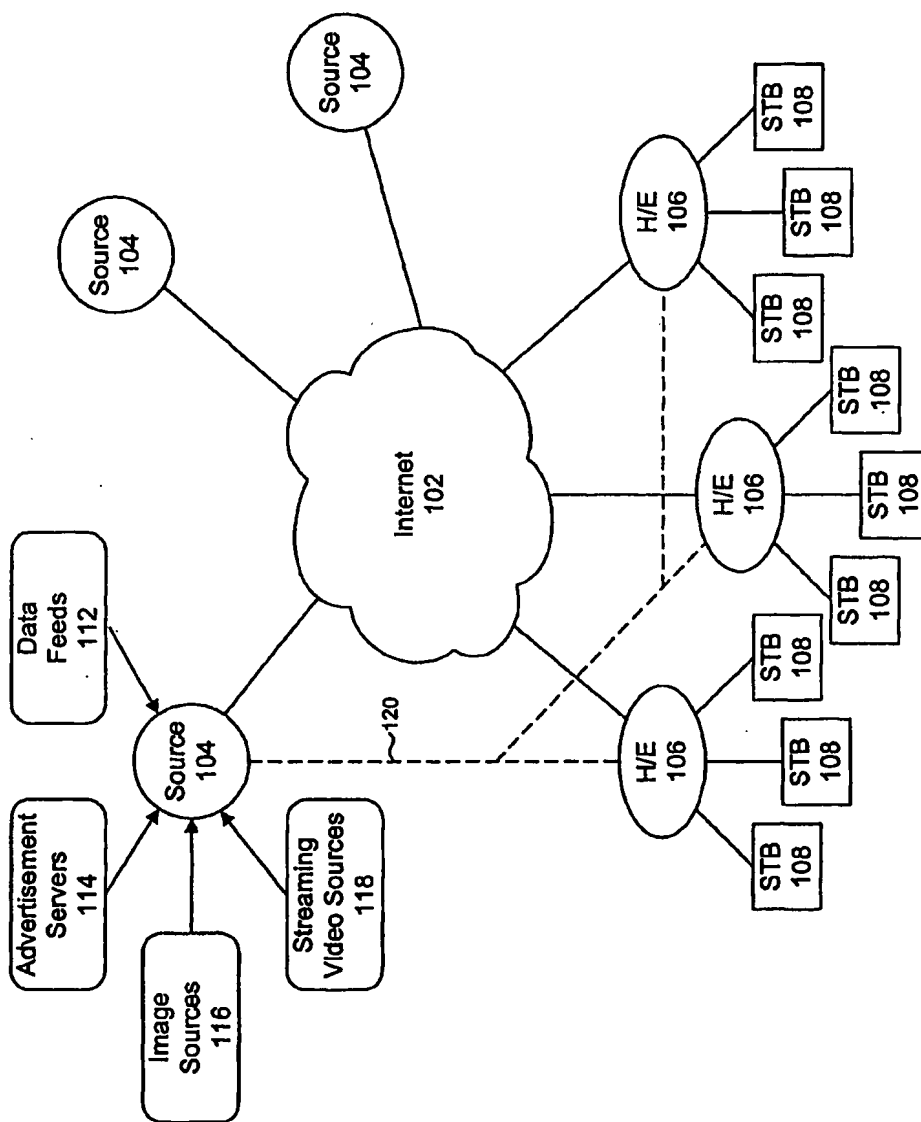 Data
Feeds
112
Advertisement
Servers
114
Image
Sources
116
Streaming
Video Sources
118
Source
104
Source
104
Source
104
Internet
102
120
H/E
106
H/E
106
H/E
106
STB
108
STB
108
STB
108
STB
108
STB
108
STB
108
STB
108
STB
108
STB
108